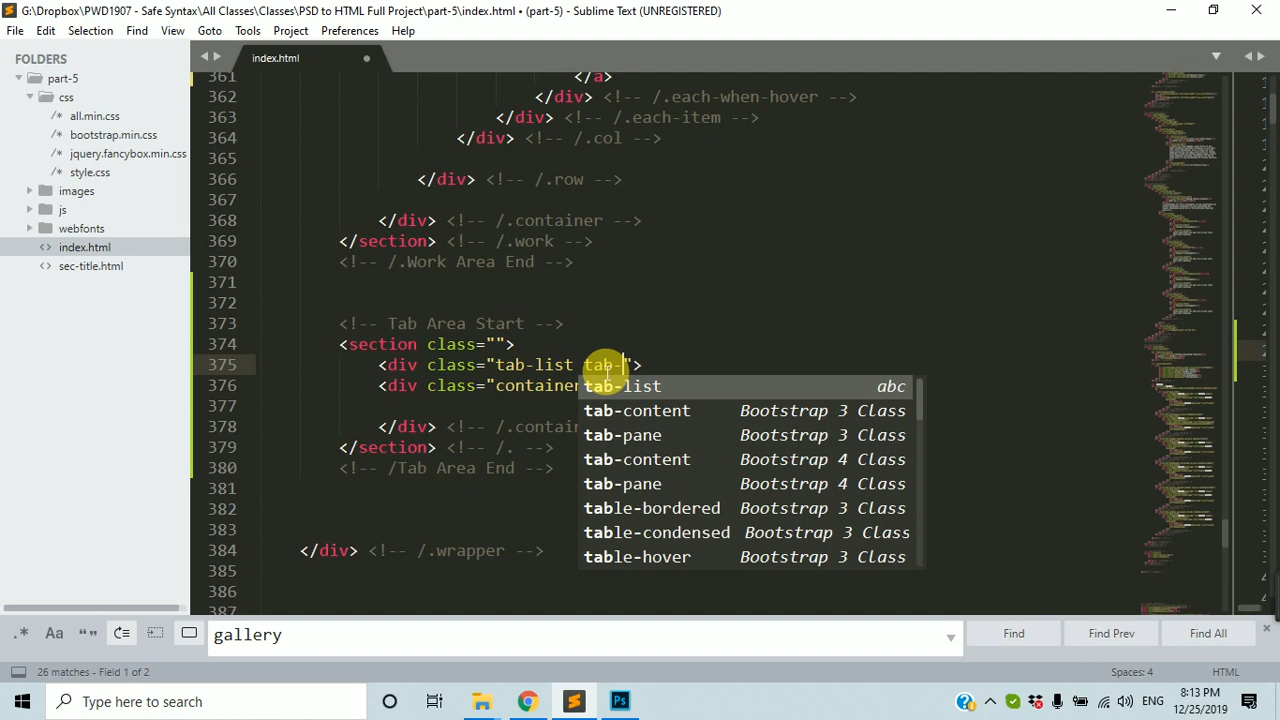 G:\Dropbox\PWD1907 - Safe Syntax\All Classes\Classes\PSD to HTML Full Project\part-5\index.html • (part-5) - Sublime Text (UNREGISTERED)
File Edit Selection Find View Goto Tools Project Preferences Help
FOLDERS
part-5
css
/* all.min.css
/* bootstrap.min.css
/* jquery.fancybox.min.css
/* style.css
images
js
webfonts
<> index.html
<> sec-title.html
index.html
361 </a>
362 </div> <!-- /.each-when-hover -->
363 </div> <!-- /.each-item -->
364 </div> <!-- /.col -->
365
366 </div> <!-- /.row -->
367
368 </div> <!-- /.container -->
369 </section> <!-- /.work -->
370 <!-- /.Work Area End -->
371
372
373 <!-- Tab Area Start -->
374 <section class="">
375 <div class="tab-list tab-">
376 <div class="container
377
378 </div> <!-- /.contai
379 </section> <!-- -->
380 <!-- /Tab Area End -->
381
382
383
384 </div> <!-- /.wrapper -->
385
386
387
tab-list abc
tab-content Bootstrap 3 Class
tab-pane Bootstrap 3 Class
tab-content Bootstrap 4 Class
tab-pane Bootstrap 4 Class
table-bordered Bootstrap 3 Class
table-condensed Bootstrap 3 Class
table-hover Bootstrap 3 Class
.* Aa “ ” gallery Find Find Prev Find All
26 matches - Field 1 of 2 Spaces: 4 HTML
Type here to search
Ps
ENG
8:13 PM
12/25/2019